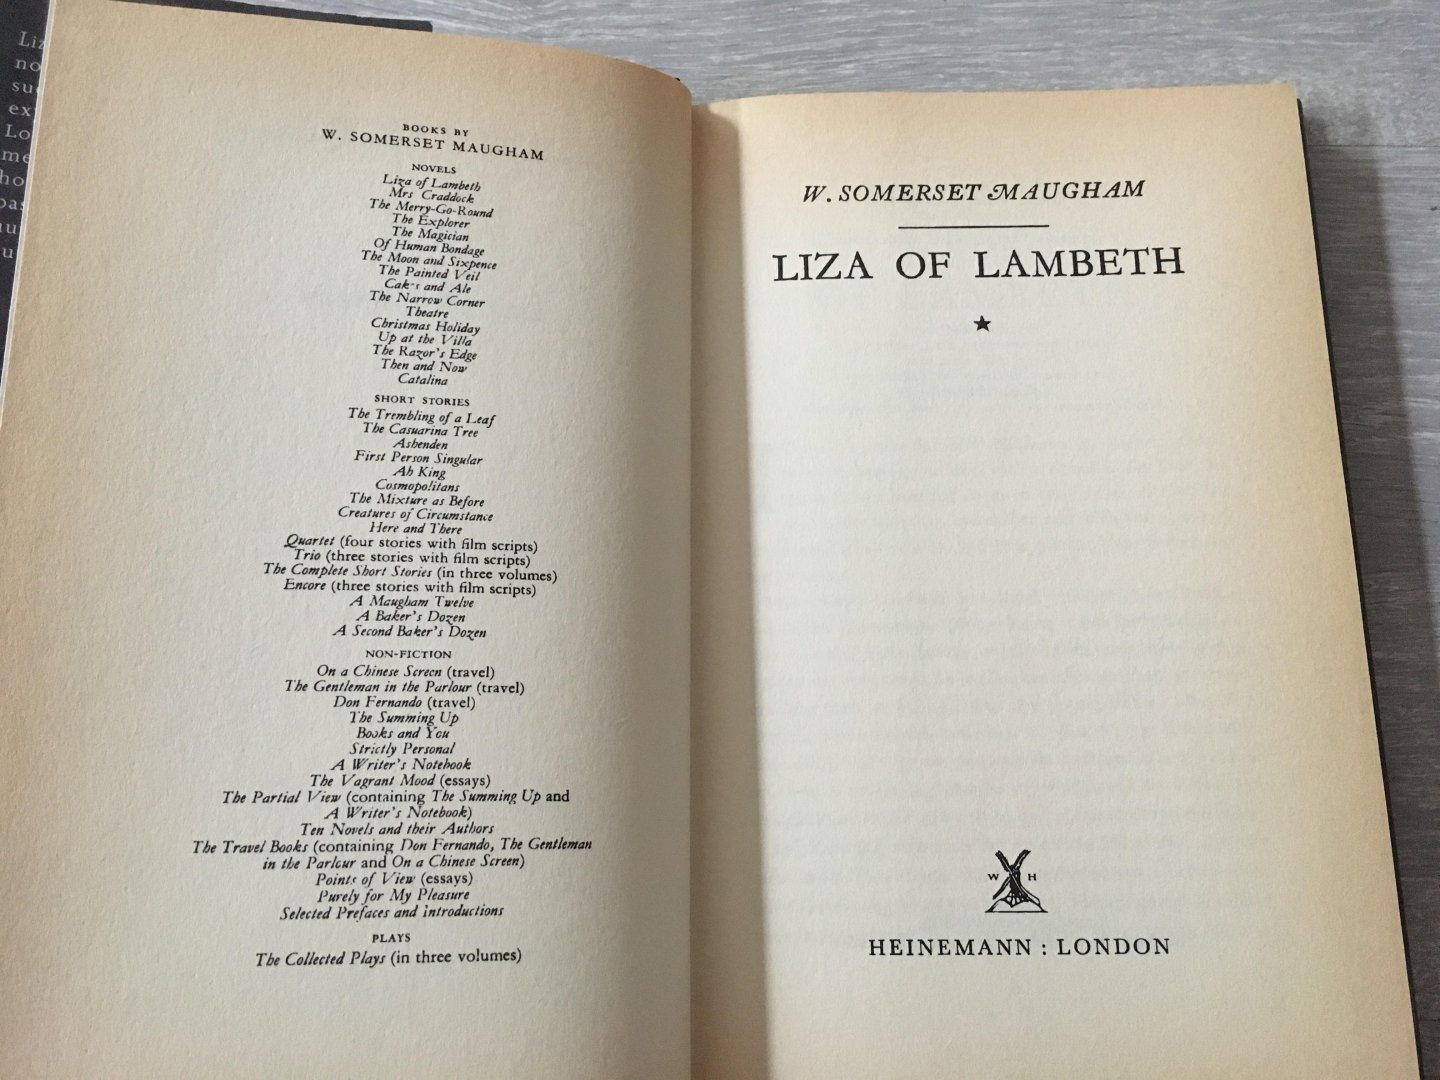 Liz
no
su
ex
Lo
me
ho
pas
u
u
BOOKS BY
W. SOMERSET MAUGHAM
NOVELS
Liza of Lambeth
Mrs Craddock
The Merry-Go-Round
The Explorer
The Magician
Of Human Bondage
The Moon and Sixpence
The Painted Veil
Cakes and Ale
The Narrow Corner
Theatre
Christmas Holiday
Up at the Villa
The Razor's Edge
Then and Now
Catalina
SHORT STORIES
The Trembling of a Leaf
The Casuarina Tree
Ashenden
First Person Singular
Ah King
Cosmopolitans
The Mixture as Before
Creatures of Circumstance
Here and There
Quartet (four stories with film scripts)
Trio (three stories with film scripts)
The Complete Short Stories (in three volumes)
Encore (three stories with film scripts)
A Maugham Twelve
A Baker's Dozen
A Second Baker's Dozen
NON-FICTION
On a Chinese Screen (travel)
The Gentleman in the Parlour (travel)
Don Fernando (travel)
The Summing Up
Books and You
Strictly Personal
A Writer's Notebook
The Vagrant Mood (essays)
The Partial View (containing The Summing Up and
A Writer's Notebook)
Ten Novels and their Authors
The Travel Books (containing Don Fernando, The Gentleman
in the Parlour and On a Chinese Screen)
Points of View (essays)
Purely for My Pleasure
Selected Prefaces and introductions
PLAYS
The Collected Plays (in three volumes)
W. SOMERSET MAUGHAM
LIZA OF LAMBETH
★
W H
HEINEMANN : LONDON